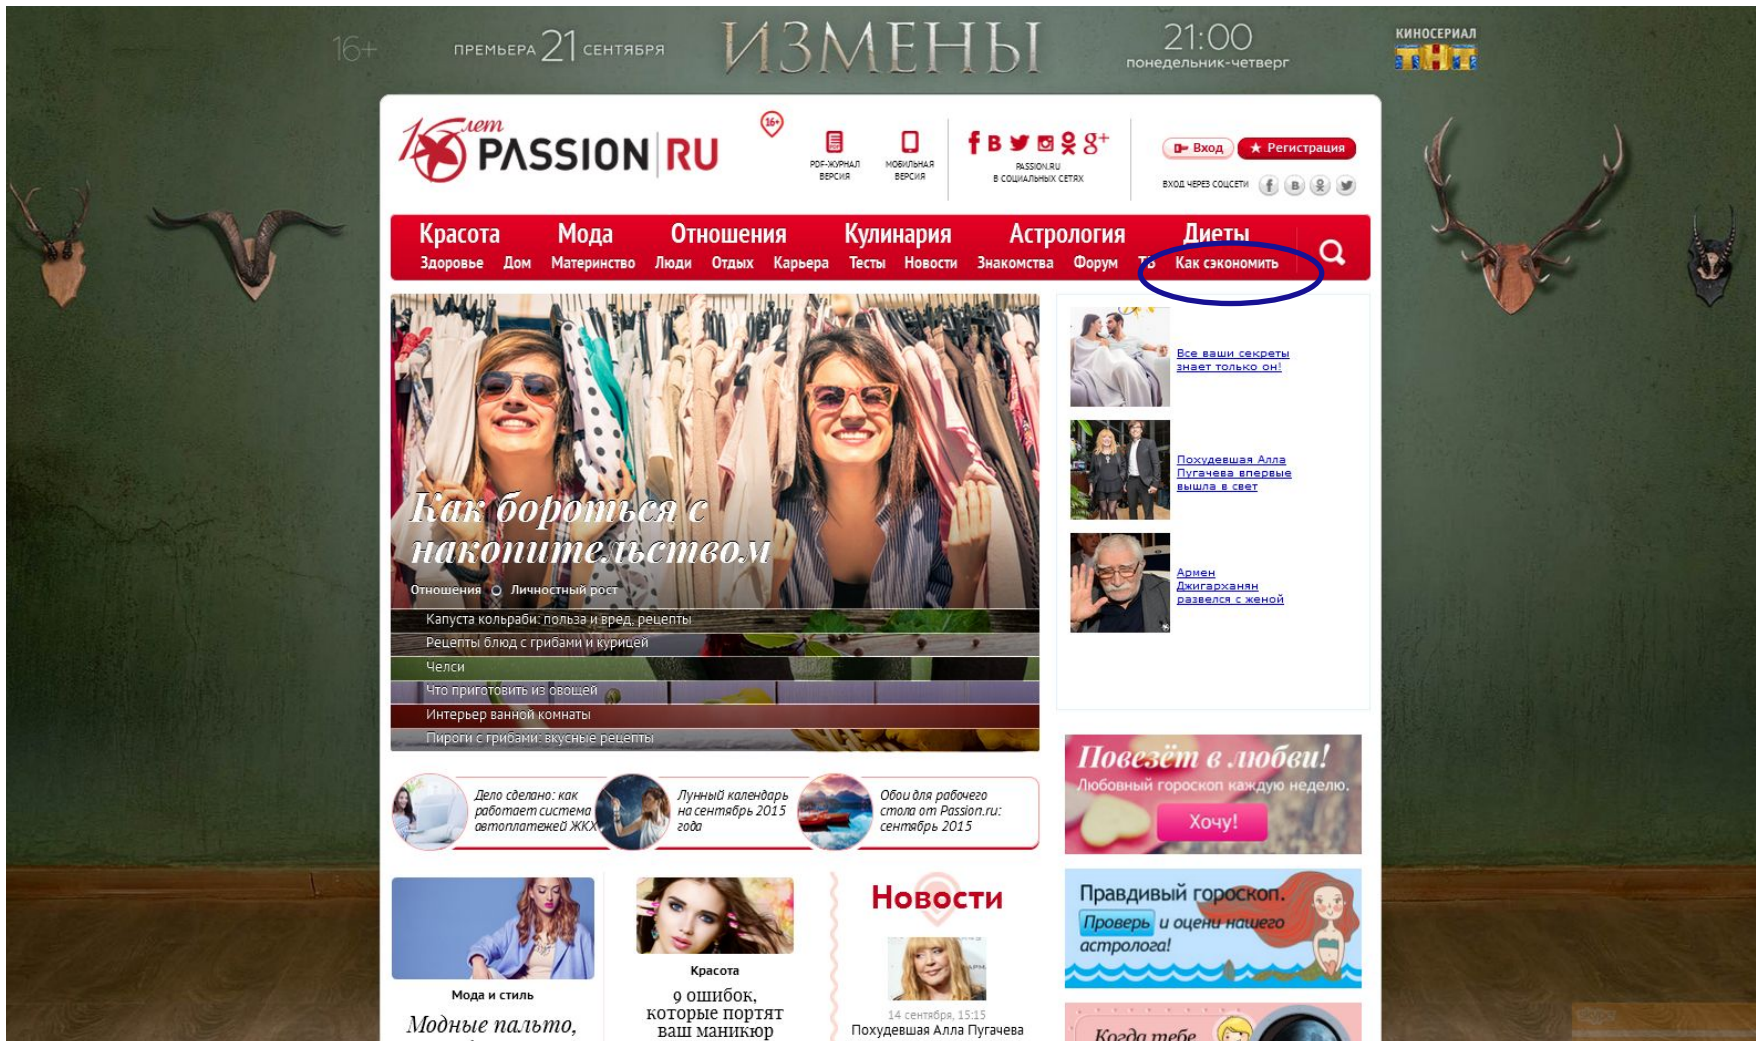 16+
ПРЕМЬЕРА 21 СЕНТЯБРЯ
ИЗМЕНЫ
21:00
понедельник-четверг
КИНОСЕРИАЛ
ТНТ
16 лет
PASSION RU
16+
PDF-ЖУРНАЛ
ВЕРСИЯ
МОБИЛЬНАЯ
ВЕРСИЯ
PASSION.RU
В СОЦИАЛЬНЫХ СЕТЯХ
Вход
Регистрация
ВХОД ЧЕРЕЗ СОЦСЕТИ
Красота Мода Отношения Кулинария Астрология Диеты
Здоровье Дом Материнство Люди Отдых Карьера Тесты Новости Знакомства Форум ТВ Как сэкономить
Как бороться с
накопительством
Отношения Личностный рост
Капуста кольраби: польза и вред, рецепты
Рецепты блюд с грибами и курицей
Челси
Что приготовить из овощей
Интерьер ванной комнаты
Пироги с грибами: вкусные рецепты
Все ваши секреты
знает только он!
Похудевшая Алла
Пугачева впервые
вышла в свет
Армен
Джигарханян
развелся с женой
Повезёт в любви!
Любовный гороскоп каждую неделю.
Хочу!
Дело сделано: как
работает система
автоплатежей ЖКХ
Лунный календарь
на сентябрь 2015
года
Обои для рабочего
стола от Passion.ru:
сентябрь 2015
Правдивый гороскоп.
Проверь и оцени нашего
астролога!
Мода и стиль
Модные пальто,
Красота
9 ошибок,
которые портят
ваш маникюр
Новости
14 сентября, 15:15
Похудевшая Алла Пугачева
Когда тебе